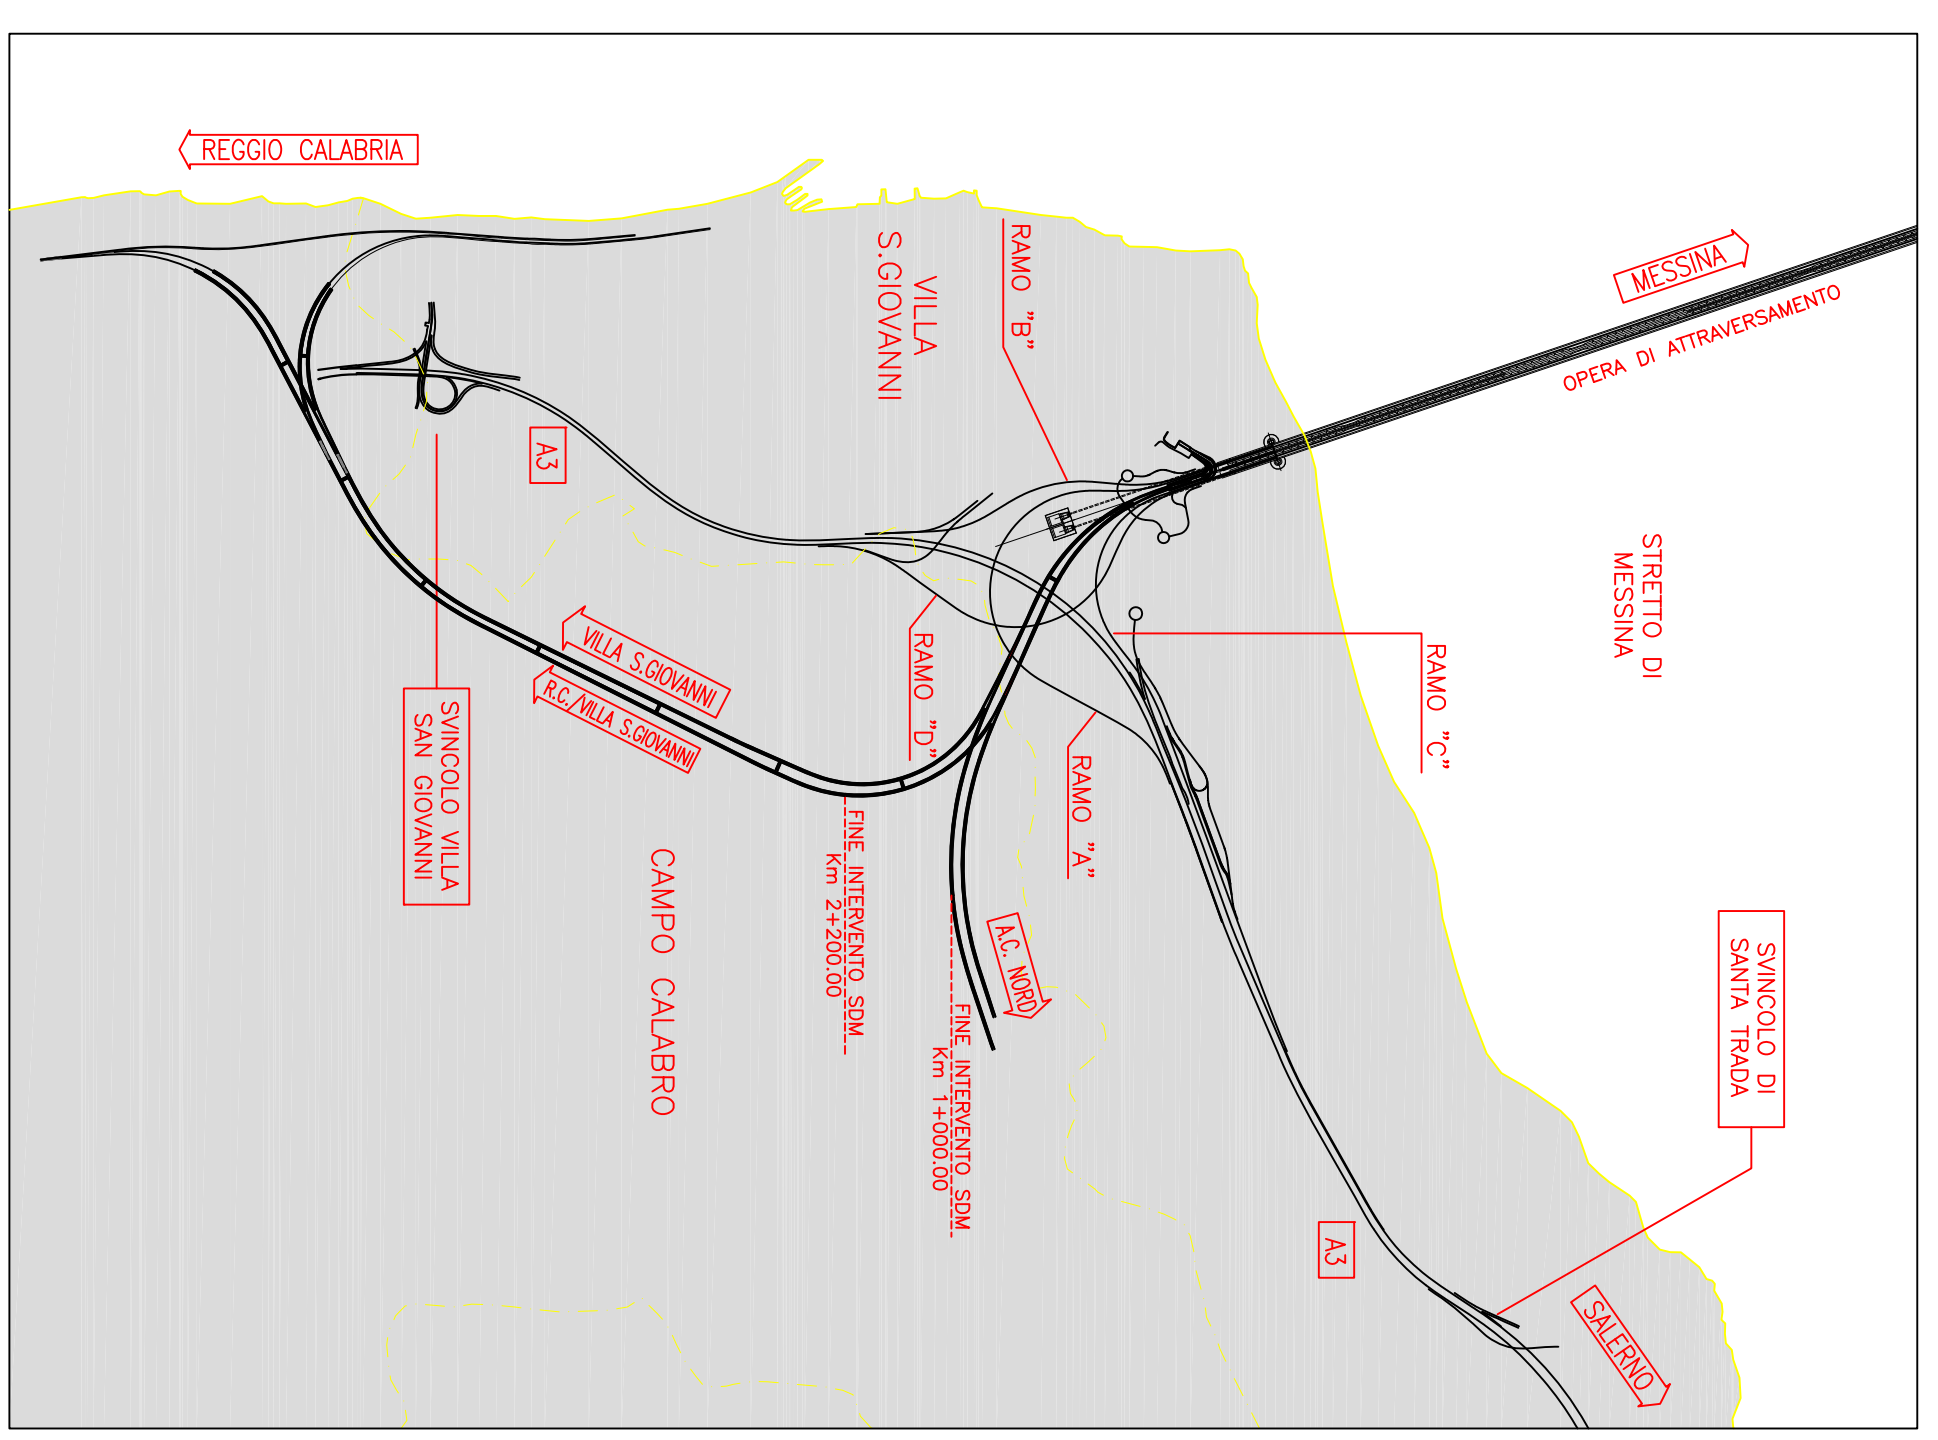 REGGIO CALABRIA
MESSINA
OPERA DI ATTRAVERSAMENTO
VILLA
S.GIOVANNI
RAMO "B"
A3
STRETTO DI
MESSINA
RAMO "C"
RAMO "D"
RAMO "A"
VILLA S.GIOVANNI
R.C./VILLA S.GIOVANNI
SVINCOLO VILLA
SAN GIOVANNI
CAMPO CALABRO
FINE INTERVENTO SDM
Km 2+200.00
A.C. NORD
FINE INTERVENTO SDM
Km 1+000.00
SVINCOLO DI
SANTA TRADA
A3
SALERNO